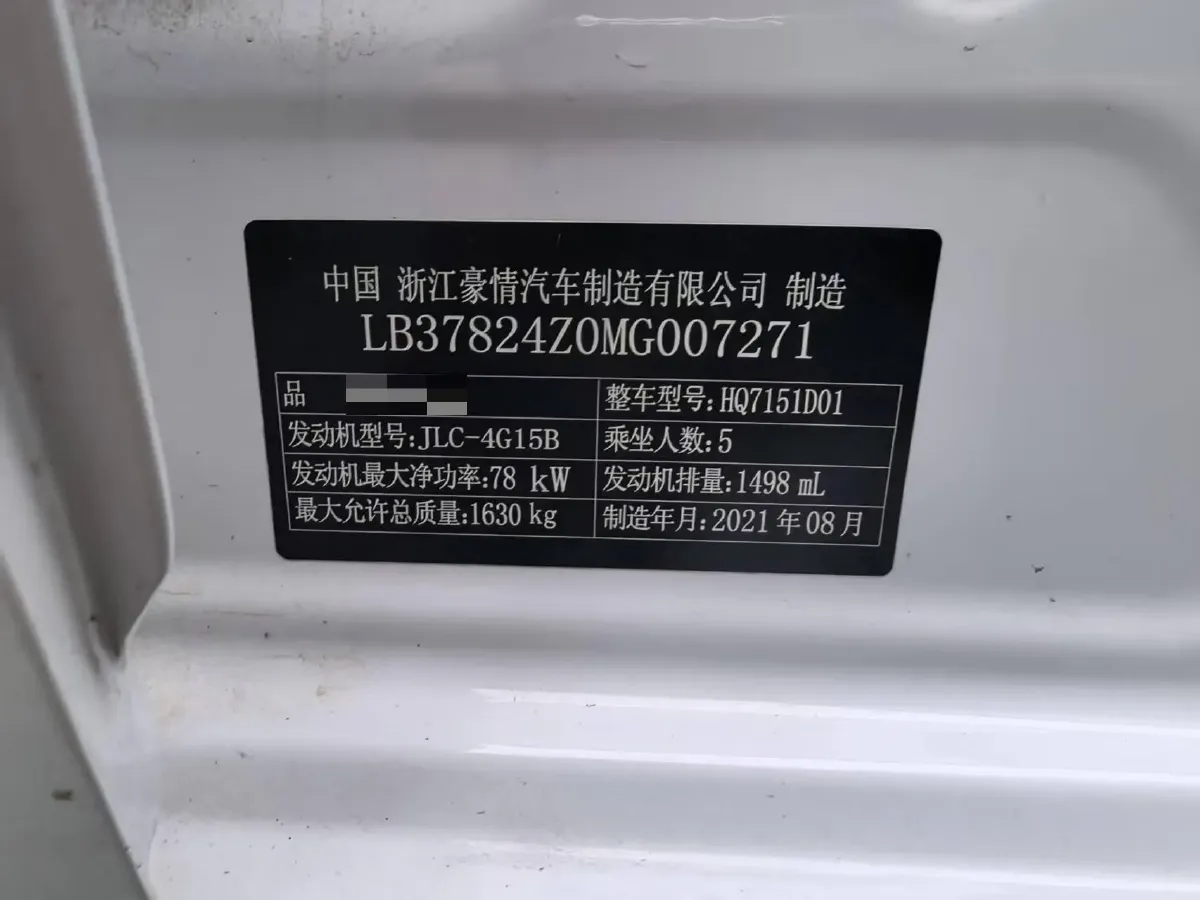 中国 浙江豪情汽车制造有限公司 制造
LB37824Z0MG007271
品
整车型号:HQ7151D01
发动机型号:JLC-4G15B
乘坐人数:5
发动机最大净功率:78 kW
发动机排量:1498 mL
最大允许总质量:1630 kg
制造年月:2021 年 08 月